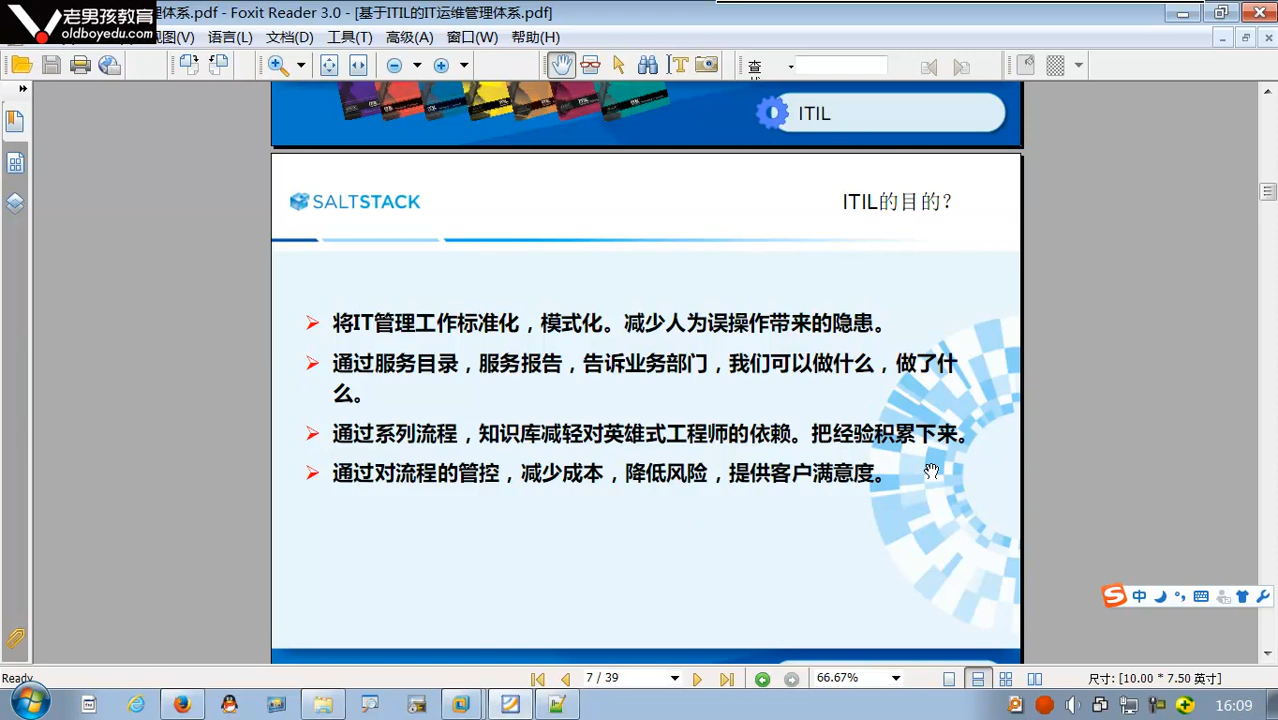 老男孩教育
oldboyedu.com
理体系.pdf - Foxit Reader 3.0 - [基于ITIL的IT运维管理体系.pdf]
视图(V) 语言(L) 文档(D) 工具(T) 高级(A) 窗口(W) 帮助(H)
查
ITIL
SALTSTACK
ITIL的目的？
将IT管理工作标准化，模式化。减少人为误操作带来的隐患。
通过服务目录，服务报告，告诉业务部门，我们可以做什么，做了什
么。
通过系列流程，知识库减轻对英雄式工程师的依赖。把经验积累下来。
通过对流程的管控，减少成本，降低风险，提供客户满意度。
中
Ready
7 / 39
66.67%
尺寸: [10.00 * 7.50 英寸]
16:09